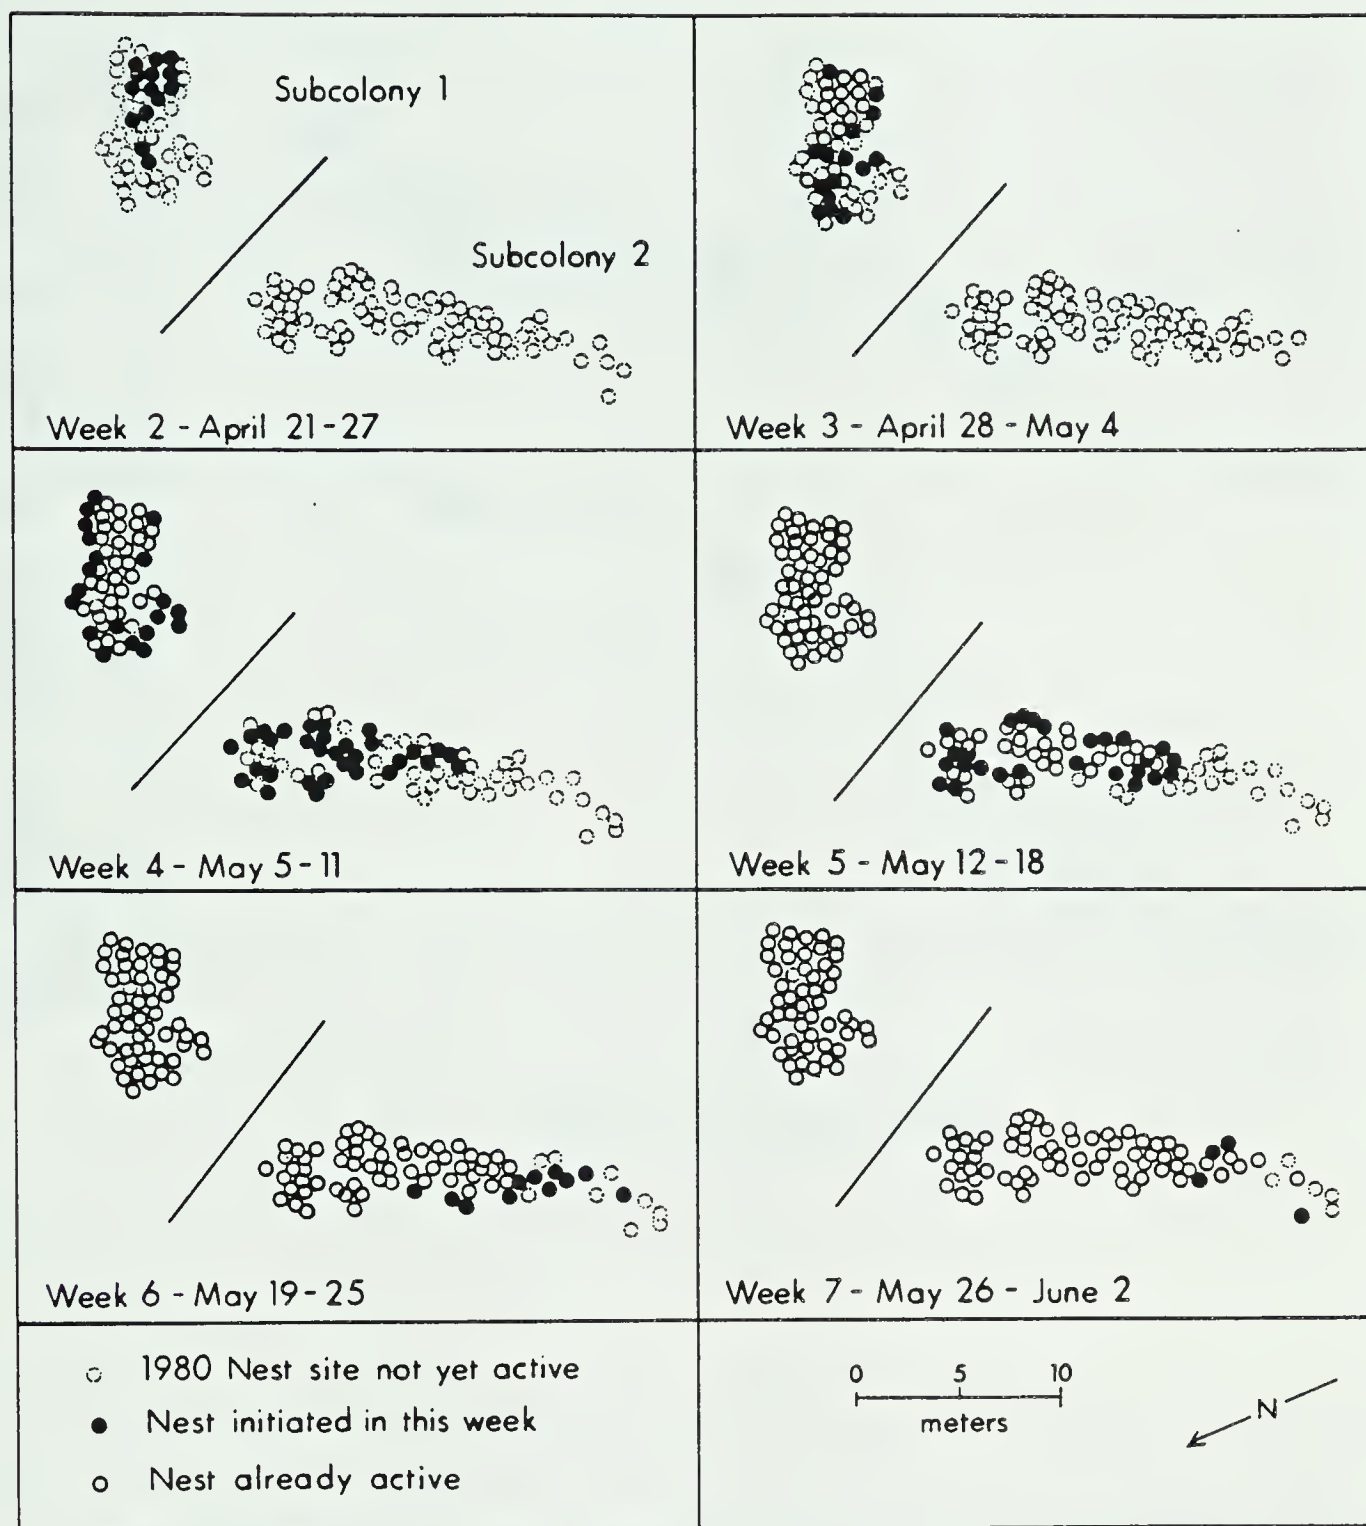 Subcolony 1
Subcolony 2
Week 2 - April 21-27
Week 3 - April 28 - May 4
Week 4 - May 5-11
Week 5 - May 12-18
Week 6 - May 19-25
Week 7 - May 26 - June 2
1980 Nest site not yet active
Nest initiated in this week
Nest already active
0 5 10
meters
N